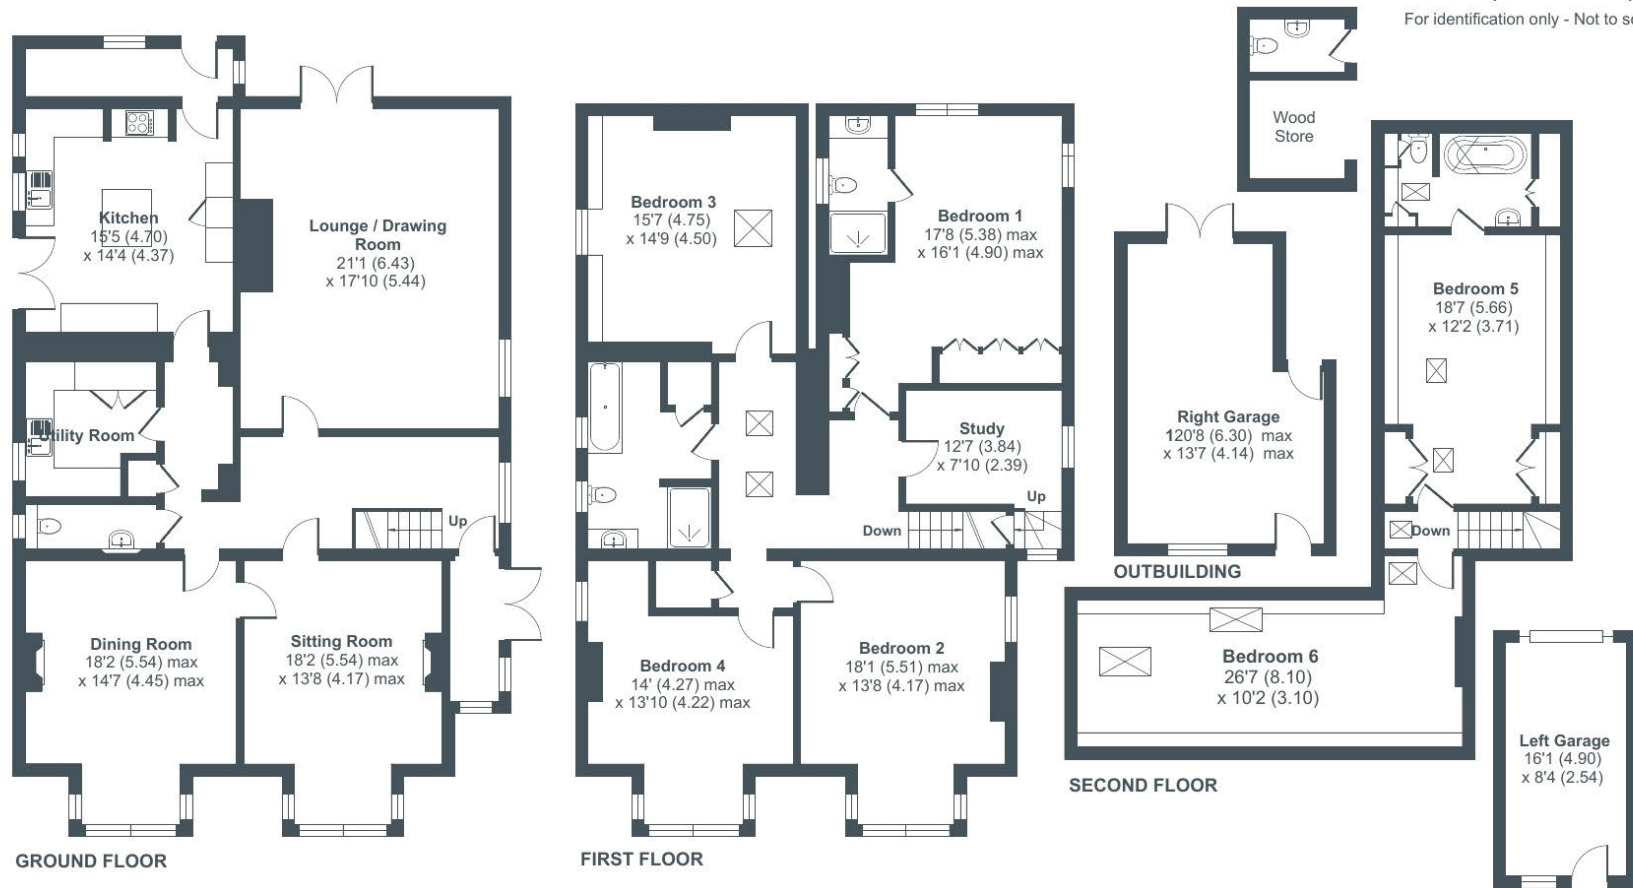 For identification only - Not to
Kitchen
15'5 (4.70)
x 14'4 (4.37)
Lounge / Drawing
Room
21'1 (6.43)
x 17'10 (5.44)
Utility Room
Up
Dining Room
18'2 (5.54) max
x 14'7 (4.45) max
Sitting Room
18'2 (5.54) max
x 13'8 (4.17) max
GROUND FLOOR
Bedroom 3
15'7 (4.75)
x 14'9 (4.50)
Bedroom 1
17'8 (5.38) max
x 16'1 (4.90) max
Study
12'7 (3.84)
x 7'10 (2.39)
Up
Down
Bedroom 4
14' (4.27) max
x 13'10 (4.22) max
Bedroom 2
18'1 (5.51) max
x 13'8 (4.17) max
FIRST FLOOR
Wood
Store
Right Garage
120'8 (6.30) max
x 13'7 (4.14) max
OUTBUILDING
Bedroom 5
18'7 (5.66)
x 12'2 (3.71)
Down
Bedroom 6
26'7 (8.10)
x 10'2 (3.10)
SECOND FLOOR
Left Garage
16'1 (4.90)
x 8'4 (2.54)